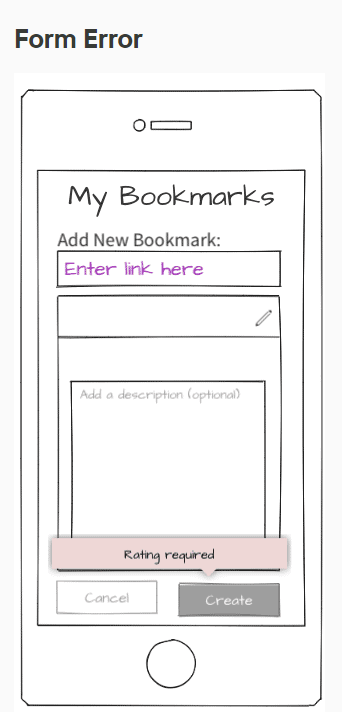 Form Error
My Bookmarks
Add New Bookmark:
Enter link here
Add a description (optional)
Rating required
Cancel
Create